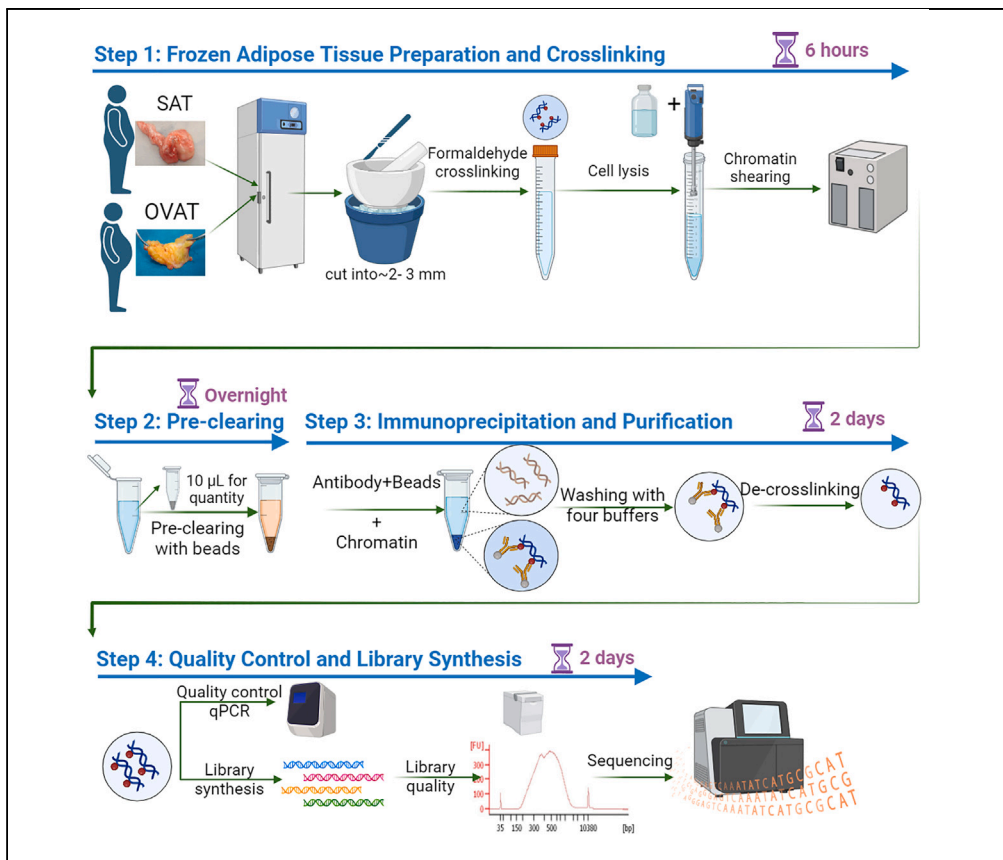 Step 1: Frozen Adipose Tissue Preparation and Crosslinking
6 hours
SAT
OVAT
cut into~2- 3 mm
Formaldehyde
crosslinking
Cell lysis
+
Chromatin
shearing
Overnight
Step 2: Pre-clearing
10 µL for
quantity
Pre-clearing
with beads
Step 3: Immunoprecipitation and Purification
2 days
Antibody+Beads
+
Chromatin
Washing with
four buffers
De-crosslinking
Step 4: Quality Control and Library Synthesis
2 days
Quality control
qPCR
Library
synthesis
Library
quality
[FU]
300
200
100
0
35 150 300 500 10380 [bp]
Sequencing
TCAAATATCATGCGCAT
GTCAAATATCATGCG
AGGAGTCAAATATCATGCGCAT